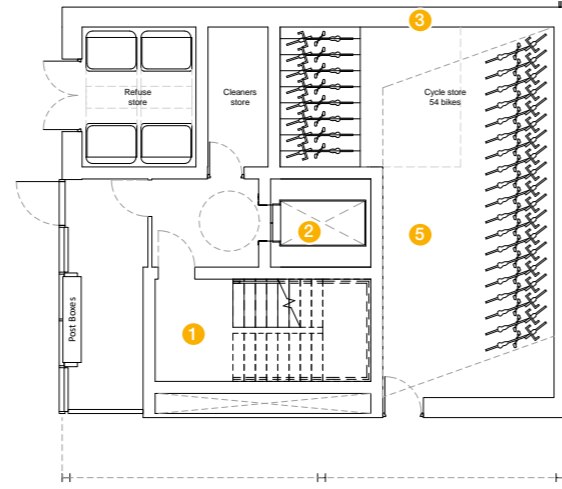 3
Refuse
store
Cleaners
store
Cycle store
54 bikes
2
5
Post Boxes
1